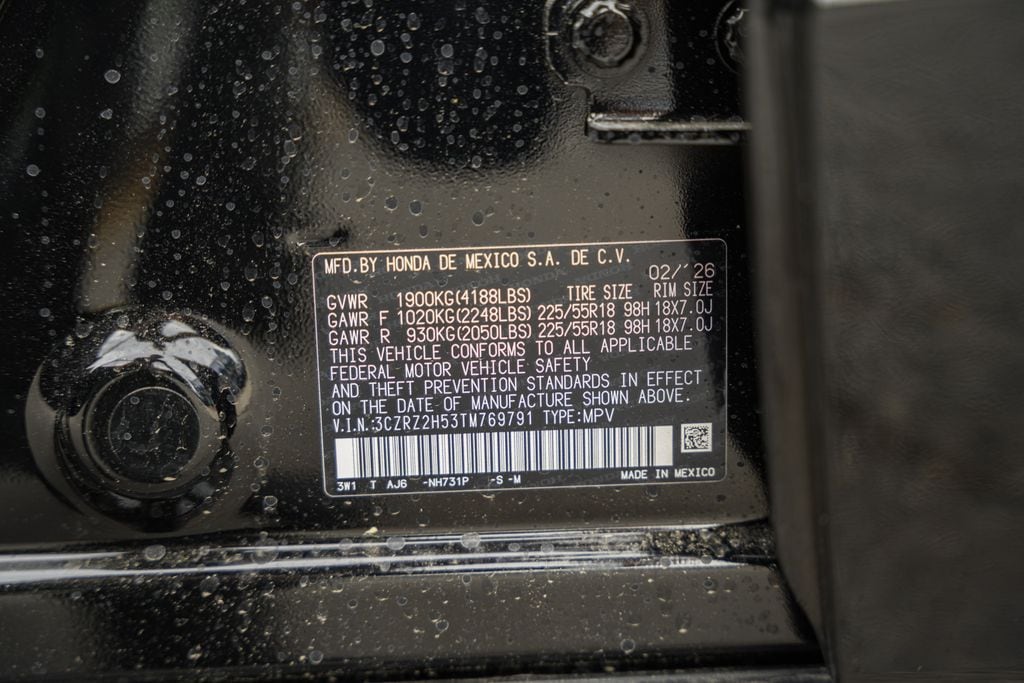 MFD.BY HONDA DE MEXICO S.A. DE C.V.
02/'26
GVWR 1900KG(4188LBS) TIRE SIZE RIM SIZE
GAWR F 1020KG(2248LBS) 225/55R18 98H 18X7.0J
GAWR R 930KG(2050LBS) 225/55R18 98H 18X7.0J
THIS VEHICLE CONFORMS TO ALL APPLICABLE
FEDERAL MOTOR VEHICLE SAFETY
AND THEFT PREVENTION STANDARDS IN EFFECT
ON THE DATE OF MANUFACTURE SHOWN ABOVE.
V.I.N.:3CZRZ2H53TM769791 TYPE:MPV
3W1 T AJ6 -NH731P -S -M MADE IN MEXICO